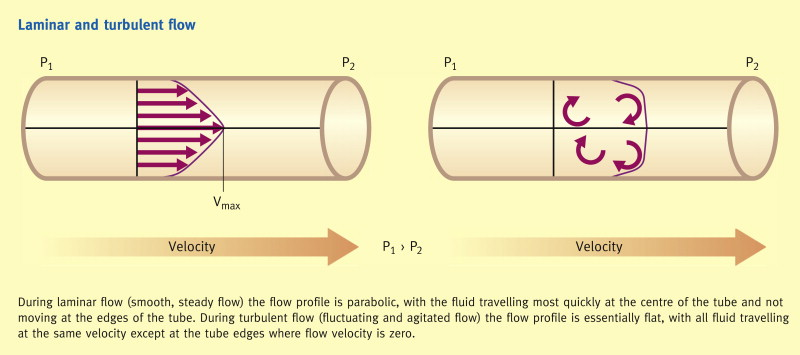 Laminar and turbulent flow
P₁
P₂
P₁
P₂
Vmax
Velocity
P₁ › P₂
Velocity
During laminar flow (smooth, steady flow) the flow profile is parabolic, with the fluid travelling most quickly at the centre of the tube and not
moving at the edges of the tube. During turbulent flow (fluctuating and agitated flow) the flow profile is essentially flat, with all fluid travelling
at the same velocity except at the tube edges where flow velocity is zero.